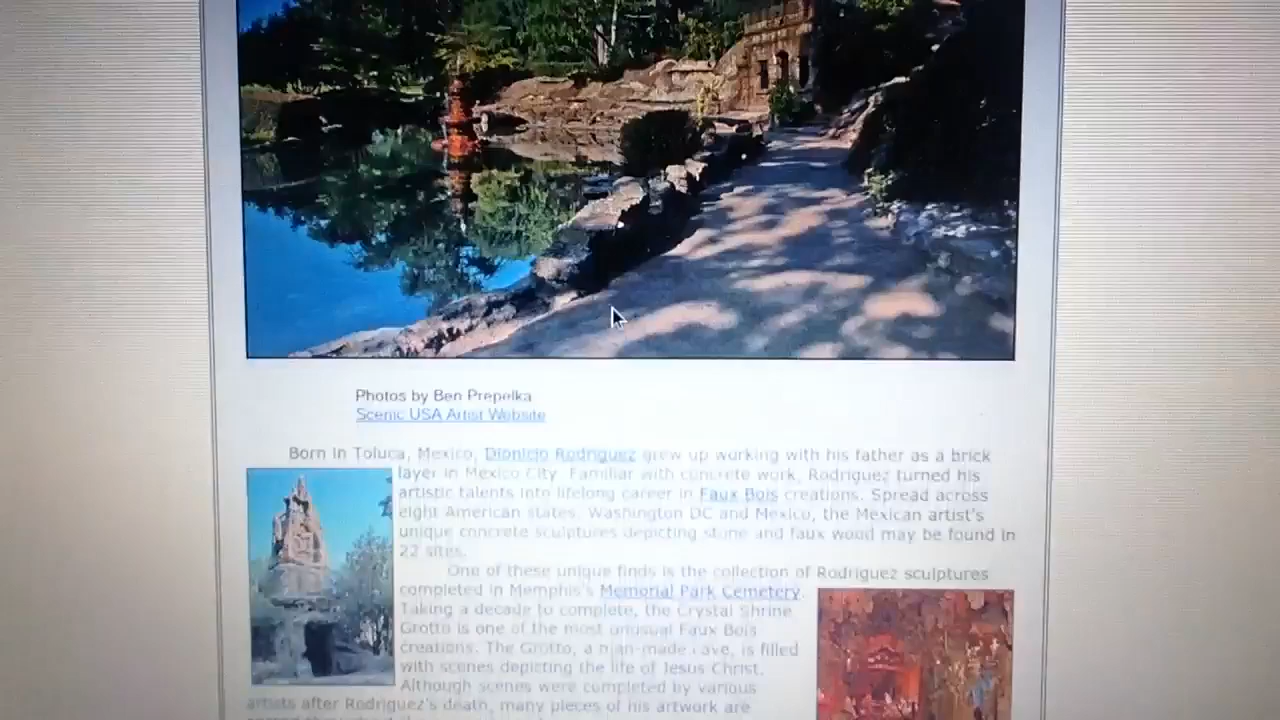 Photos by Ben Prepelka
Scenic USA Artist Website
Born in Toluca, Mexico, Dionicio Rodriguez grew up working with his father as a brick
layer in Mexico City. Familiar with concrete work, Rodriguez turned his
artistic talents into lifelong career in Faux Bois creations. Spread across
eight American states, Washington DC and Mexico, the Mexican artist's
unique concrete sculptures depicting stone and faux wood may be found in
22 sites.
One of these unique finds is the collection of Rodriguez sculptures
completed in Memphis's Memorial Park Cemetery.
Taking a decade to complete, the Crystal Shrine
Grotto is one of the most unusual Faux Bois
creations. The Grotto, a man-made cave, is filled
with scenes depicting the life of Jesus Christ.
Although scenes were completed by various
artists after Rodriguez's death, many pieces of his artwork are